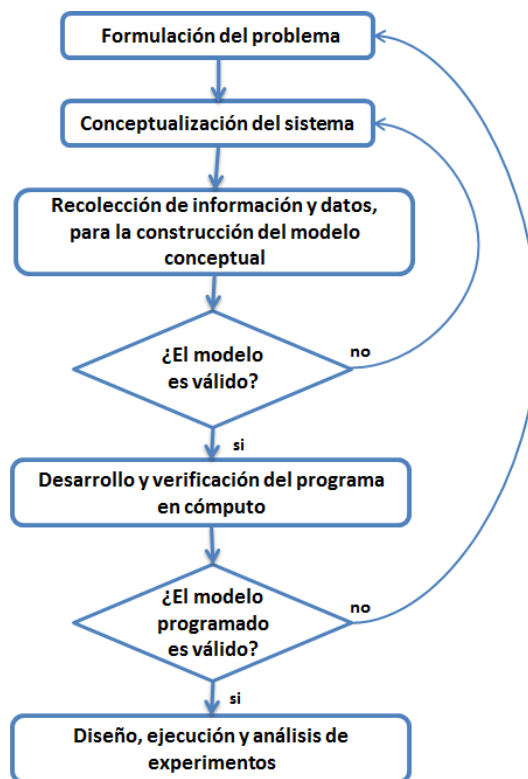 Formulación del problema
Conceptualización del sistema
Recolección de información y datos,
para la construcción del modelo
conceptual
¿El modelo
es válido?
no
si
Desarrollo y verificación del programa
en cómputo
¿El modelo
programado
es válido?
no
si
Diseño, ejecución y análisis de
experimentos